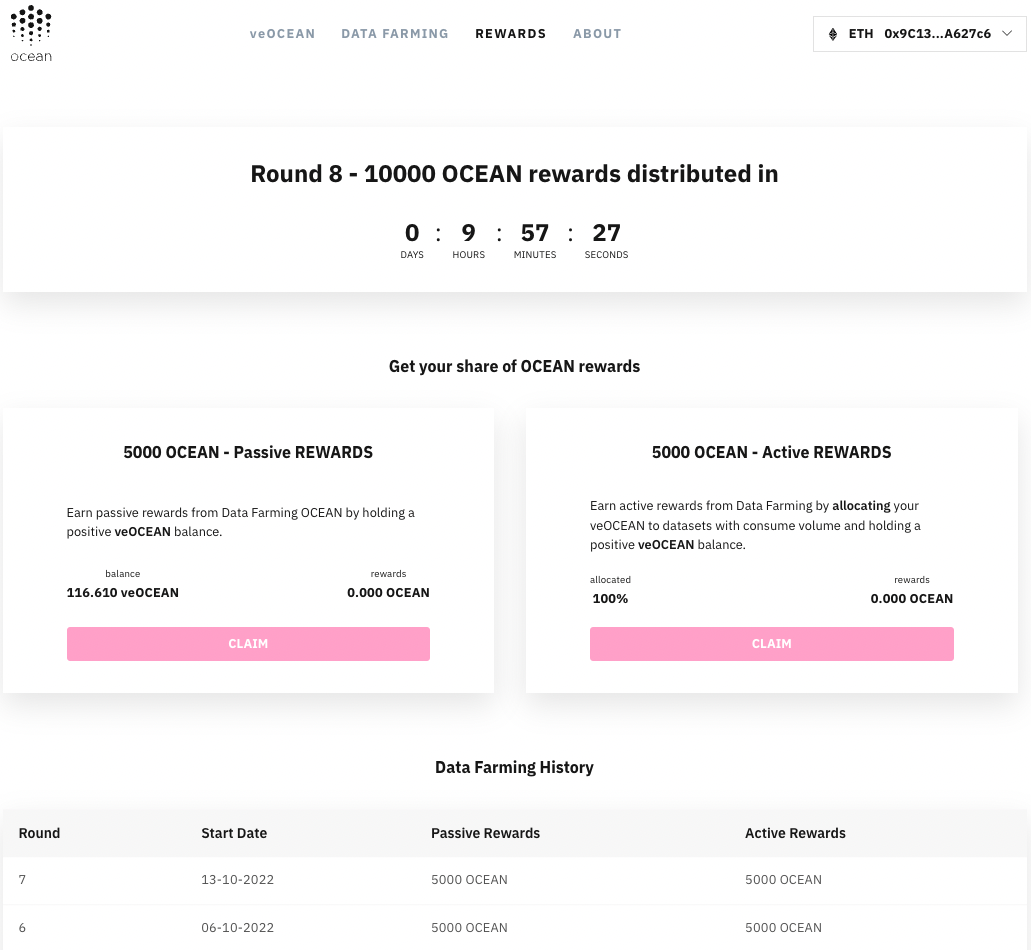 ocean
veOCEAN DATA FARMING REWARDS ABOUT
ETH 0x9C13...A627c6
Round 8 - 10000 OCEAN rewards distributed in
0 : 9 : 57 : 27
DAYS HOURS MINUTES SECONDS
Get your share of OCEAN rewards
5000 OCEAN - Passive REWARDS
Earn passive rewards from Data Farming OCEAN by holding a
positive veOCEAN balance.
balance rewards
116.610 veOCEAN 0.000 OCEAN
CLAIM
5000 OCEAN - Active REWARDS
Earn active rewards from Data Farming by allocating your
veOCEAN to datasets with consume volume and holding a
positive veOCEAN balance.
allocated rewards
100% 0.000 OCEAN
CLAIM
Data Farming History
Round Start Date Passive Rewards Active Rewards
7 13-10-2022 5000 OCEAN 5000 OCEAN
6 06-10-2022 5000 OCEAN 5000 OCEAN